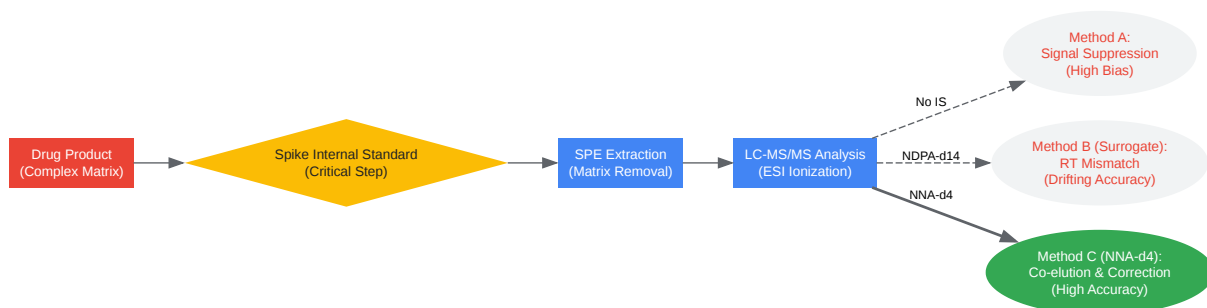 Drug Product
(Complex Matrix)
Spike Internal Standard
(Critical Step)
SPE Extraction
(Matrix Removal)
LC-MS/MS Analysis
(ESI Ionization)
No IS
Method A:
Signal Suppression
(High Bias)
NDPA-d14
Method B (Surrogate):
RT Mismatch
(Drifting Accuracy)
NNA-d4
Method C (NNA-d4):
Co-elution & Correction
(High Accuracy)